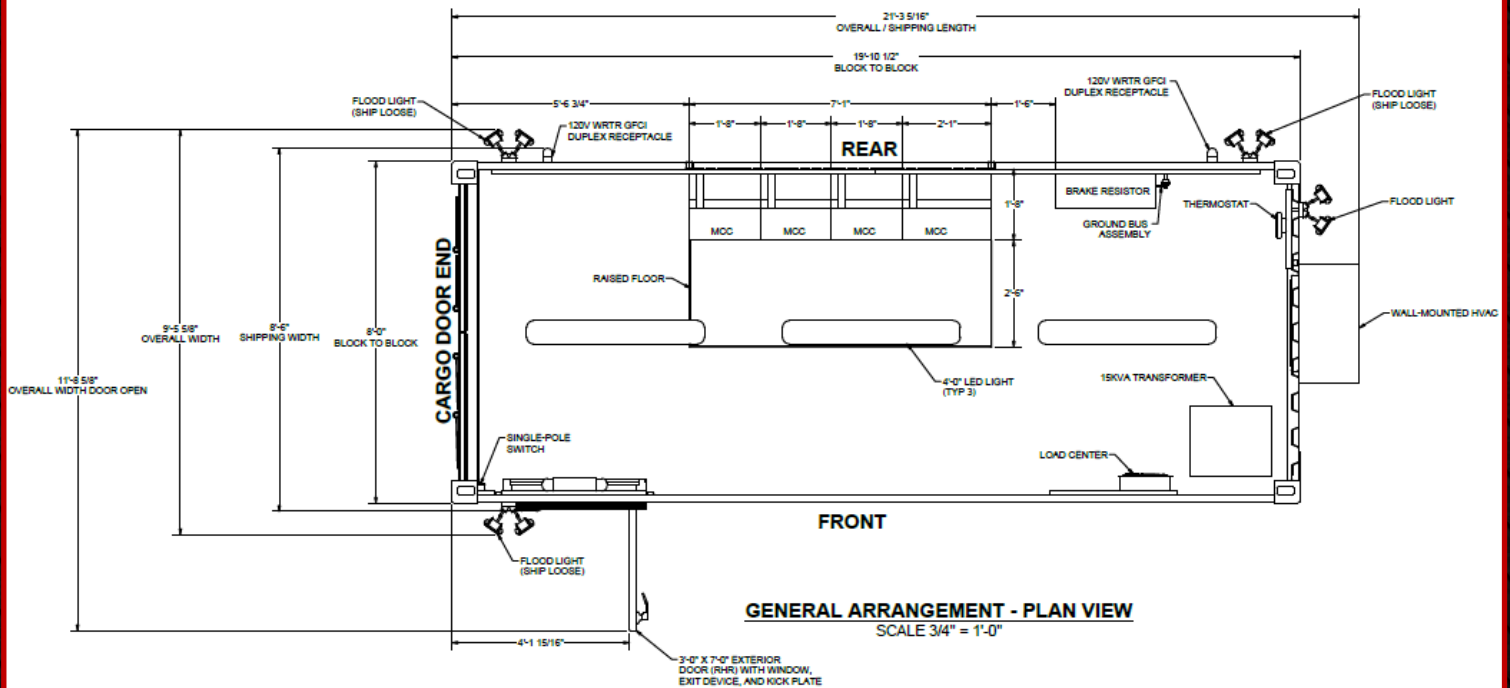 21'-3 5/16"
OVERALL / SHIPPING LENGTH
19'-10 1/2"
BLOCK TO BLOCK
120V WRTR GFCI
DUPLEX RECEPTACLE
FLOOD LIGHT
(SHIP LOOSE)
FLOOD LIGHT
(SHIP LOOSE)
5'-6 3/4"
7'-1"
1'-6"
120V WRTR GFCI
DUPLEX RECEPTACLE
1'-8"
1'-8"
1'-8"
2'-1"
REAR
BRAKE RESISTOR
1'-8"
THERMOSTAT
FLOOD LIGHT
GROUND BUS
ASSEMBLY
MCC
MCC
MCC
MCC
RAISED FLOOR
2'-6"
CARGO DOOR END
WALL-MOUNTED HVAC
9'-5 5/8"
OVERALL WIDTH
8'-6"
SHIPPING WIDTH
8'-0"
BLOCK TO BLOCK
11'-8 5/8"
OVERALL WIDTH DOOR OPEN
4'-0" LED LIGHT
(TYP 3)
15KVA TRANSFORMER
SINGLE-POLE
SWITCH
LOAD CENTER
FRONT
FLOOD LIGHT
(SHIP LOOSE)
GENERAL ARRANGEMENT - PLAN VIEW
SCALE 3/4" = 1'-0"
4'-1 15/16"
3'-0" X 7'-0" EXTERIOR
DOOR (RHR) WITH WINDOW,
EXIT DEVICE, AND KICK PLATE